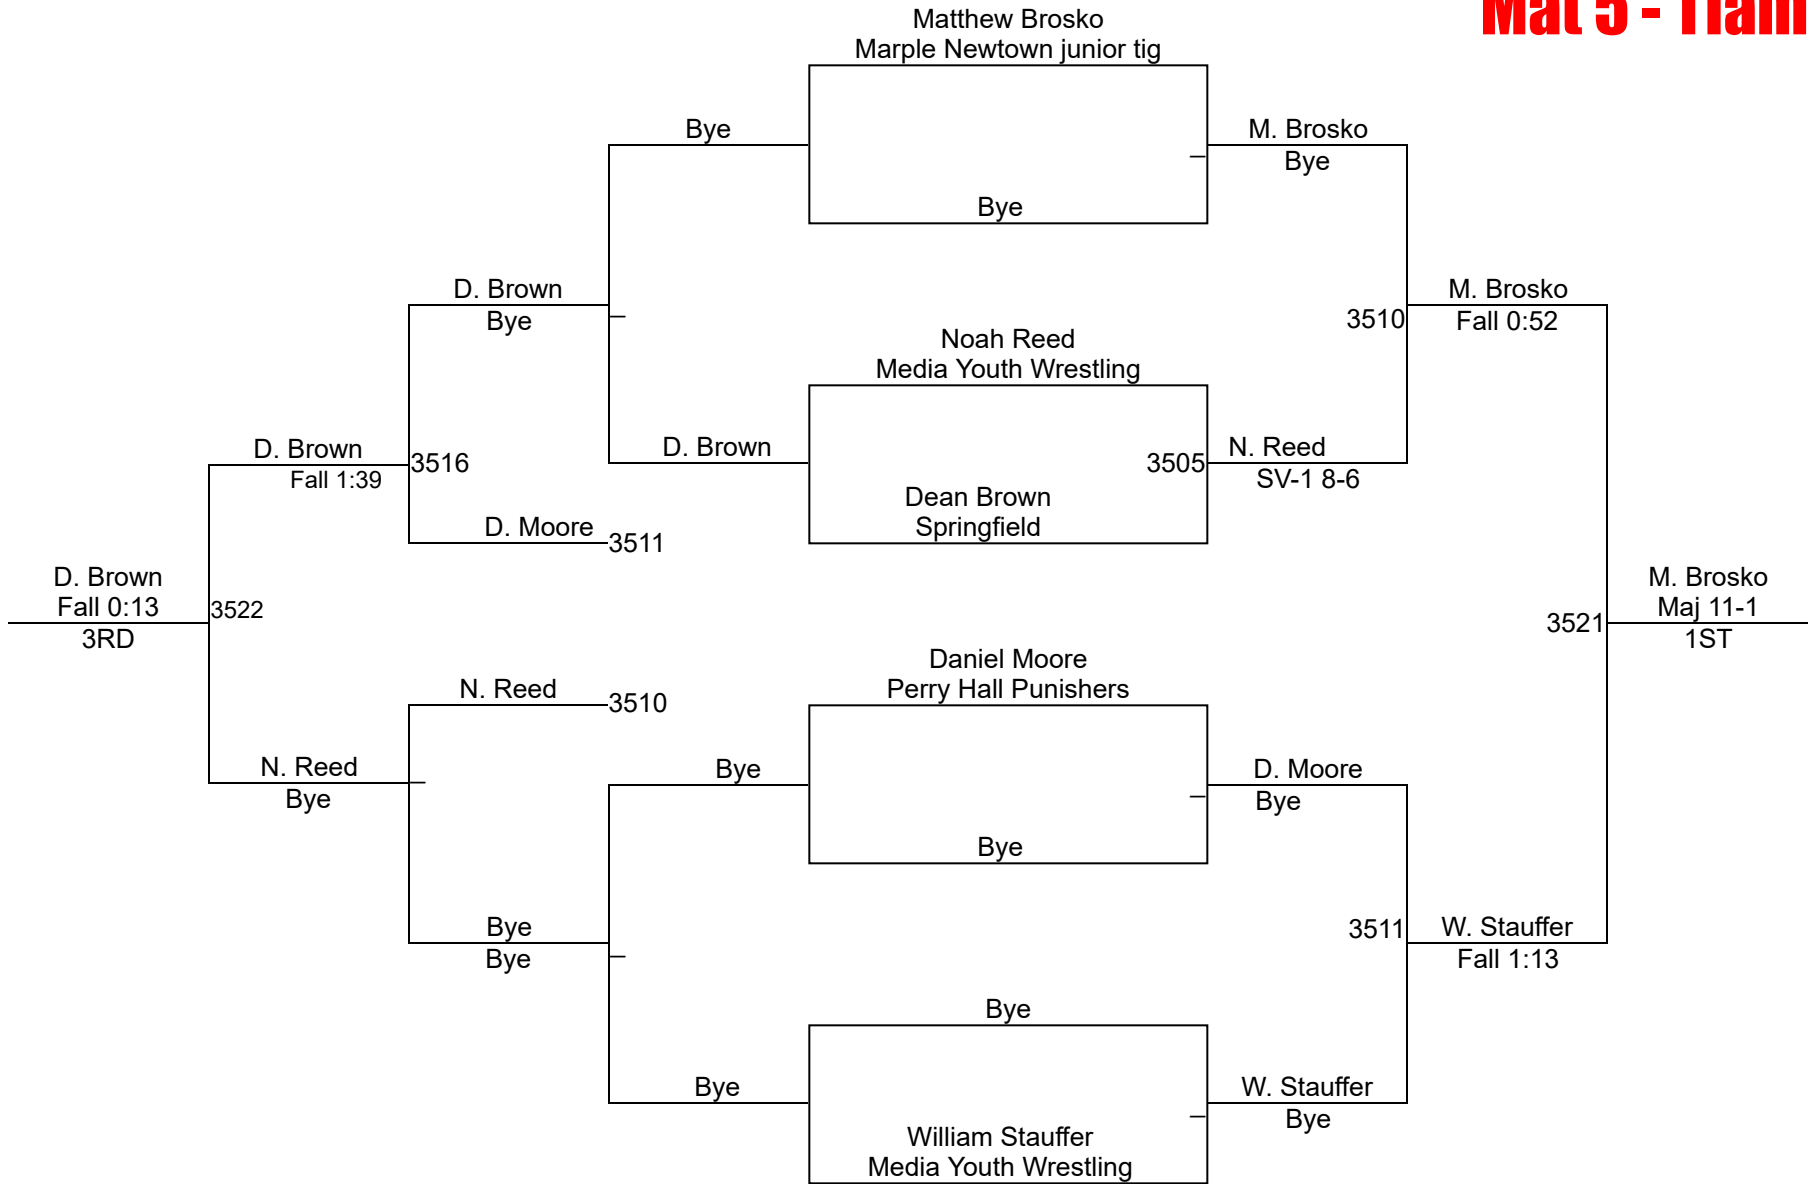 Mat 5 -
Matthew Brosko
Marple Newtown junior tig
Bye
M. Brosko
Bye
Bye
D. Brown
Bye
M. Brosko
3510
Fall 0:52
Noah Reed
Media Youth Wrestling
D. Brown
D. Brown
3516
3505
N. Reed
Fall 1:39
SV-1 8-6
Dean Brown
Springfield
D. Moore
3511
D. Brown
Fall 0:13
3522
3RD
3521
M. Brosko
Maj 11-1
1ST
Daniel Moore
Perry Hall Punishers
N. Reed
3510
N. Reed
Bye
Bye
D. Moore
Bye
Bye
Bye
Bye
3511
W. Stauffer
Fall 1:13
Bye
Bye
W. Stauffer
Bye
William Stauffer
Media Youth Wrestling